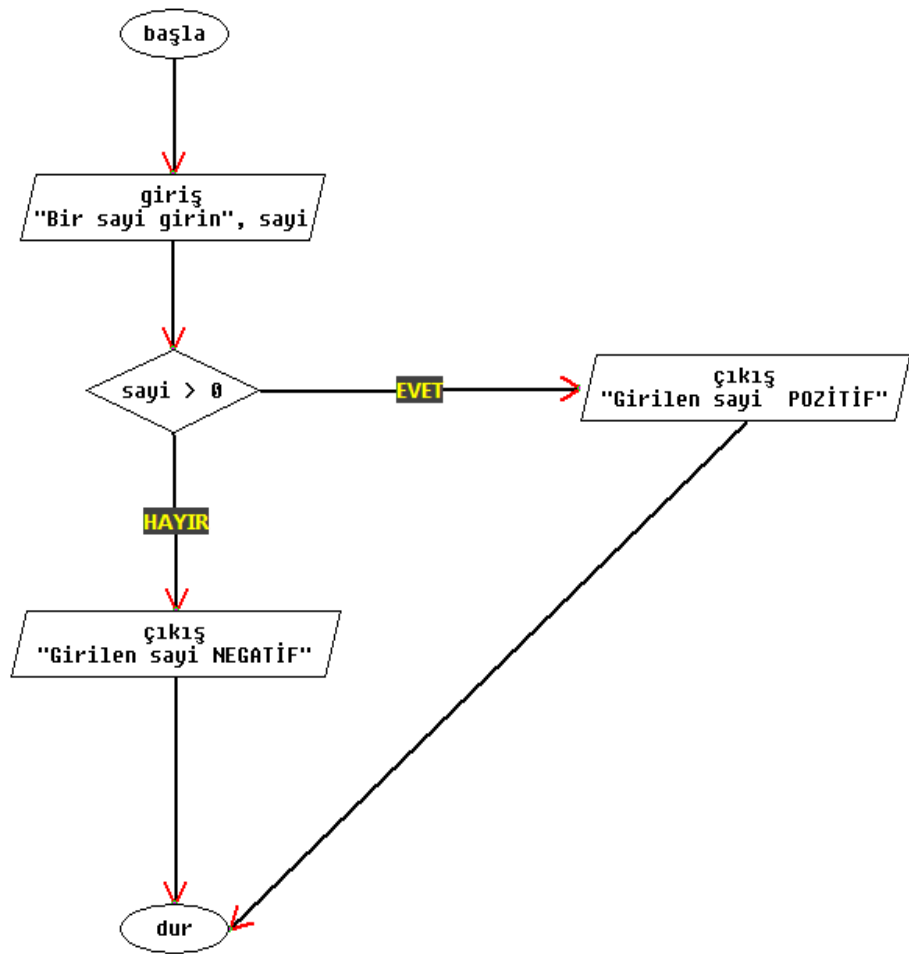 başla
giriş
"Bir sayi girin", sayi
sayi > 0
EVET
çıkış
"Girilen sayi  POZİTİF"
HAYIR
çıkış
"Girilen sayi NEGATİF"
dur